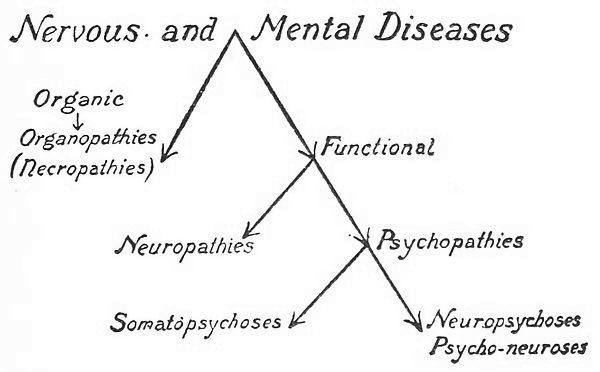 Nervous and Mental Diseases
Organic
Organopathies
(Necropathies)
Functional
Neuropathies
Psychopathies
Somatopsychoses
Neuropsychoses
Psycho-neuroses